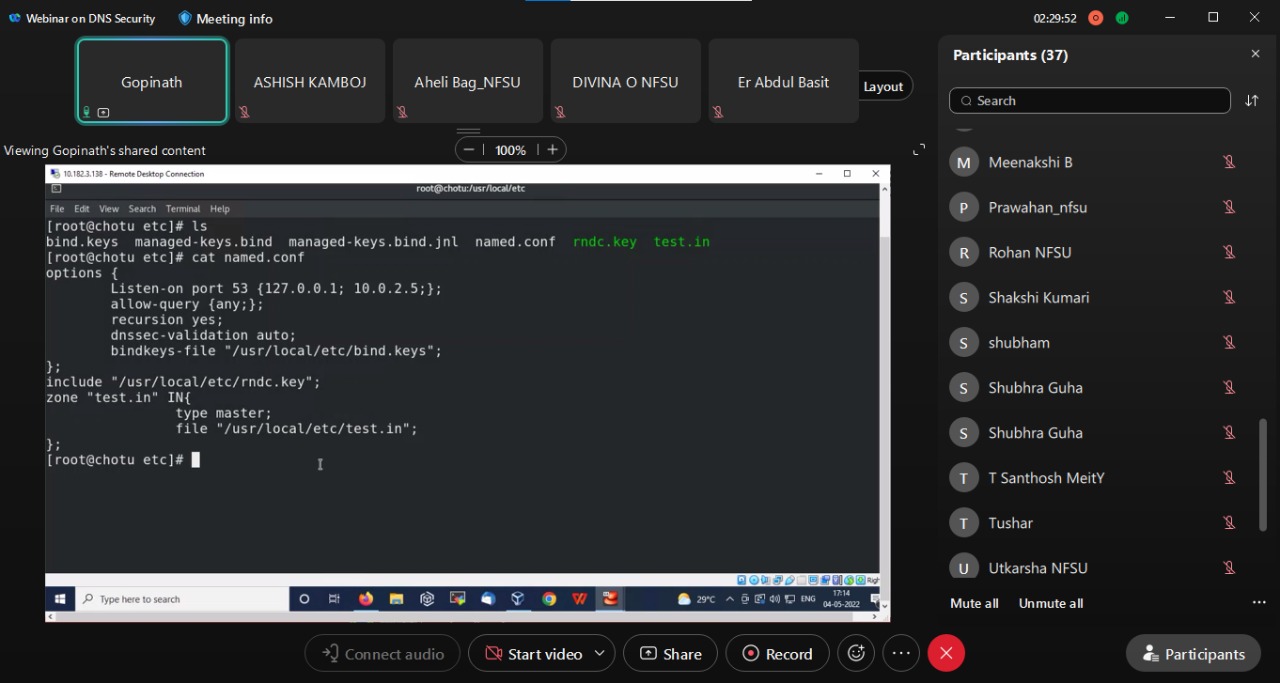 Webinar on DNS Security
Meeting info
02:29:52
Gopinath
ASHISH KAMBOJ
Aheli Bag_NFSU
DIVINA O NFSU
Er Abdul Basit
Layout
Viewing Gopinath's shared content
100%
10.182.3.138 - Remote Desktop Connection
root@chotu:/usr/local/etc
File Edit View Search Terminal Help
[root@chotu etc]# ls
bind.keys managed-keys.bind managed-keys.bind.jnl named.conf rndc.key test.in
[root@chotu etc]# cat named.conf
options {
Listen-on port 53 {127.0.0.1; 10.0.2.5;};
allow-query {any;};
recursion yes;
dnssec-validation auto;
bindkeys-file "/usr/local/etc/bind.keys";
};
include "/usr/local/etc/rndc.key";
zone "test.in" IN{
type master;
file "/usr/local/etc/test.in";
};
[root@chotu etc]#
Type here to search
29°C
ENG
17:14
04-05-2022
Connect audio
Start video
Share
Record
Participants (37)
Search
M Meenakshi B
P Prawahan_nfsu
R Rohan NFSU
S Shakshi Kumari
S shubham
S Shubhra Guha
S Shubhra Guha
T T Santhosh MeitY
T Tushar
U Utkarsha NFSU
Mute all Unmute all
Participants